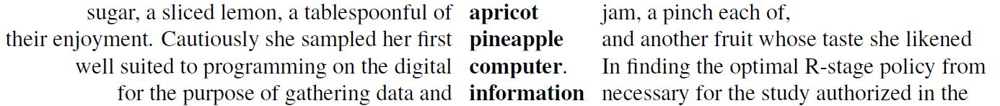 sugar, a sliced lemon, a tablespoonful of apricot jam, a pinch each of,
their enjoyment. Cautiously she sampled her first pineapple and another fruit whose taste she likened
well suited to programming on the digital computer. In finding the optimal R-stage policy from
for the purpose of gathering data and information necessary for the study authorized in the